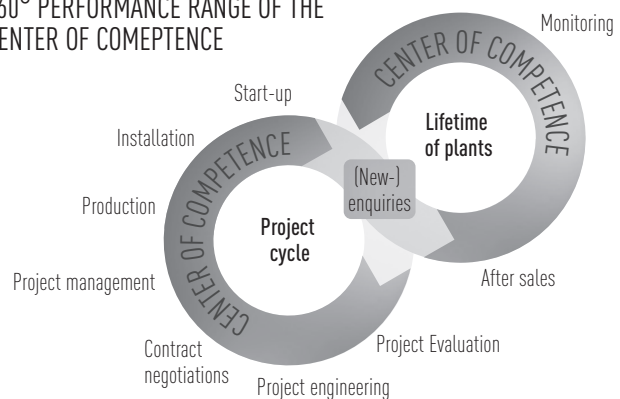 60° PERFORMANCE RANGE OF THE
ENTER OF COMEPTENCE
Monitoring
CENTER OF COMPETENCE
Lifetime
of plants
After sales
(New-)
enquiries
Start-up
Installation
Production
Project management
Contract
negotiations
Project engineering
Project Evaluation
CENTER OF COMPETENCE
Project
cycle